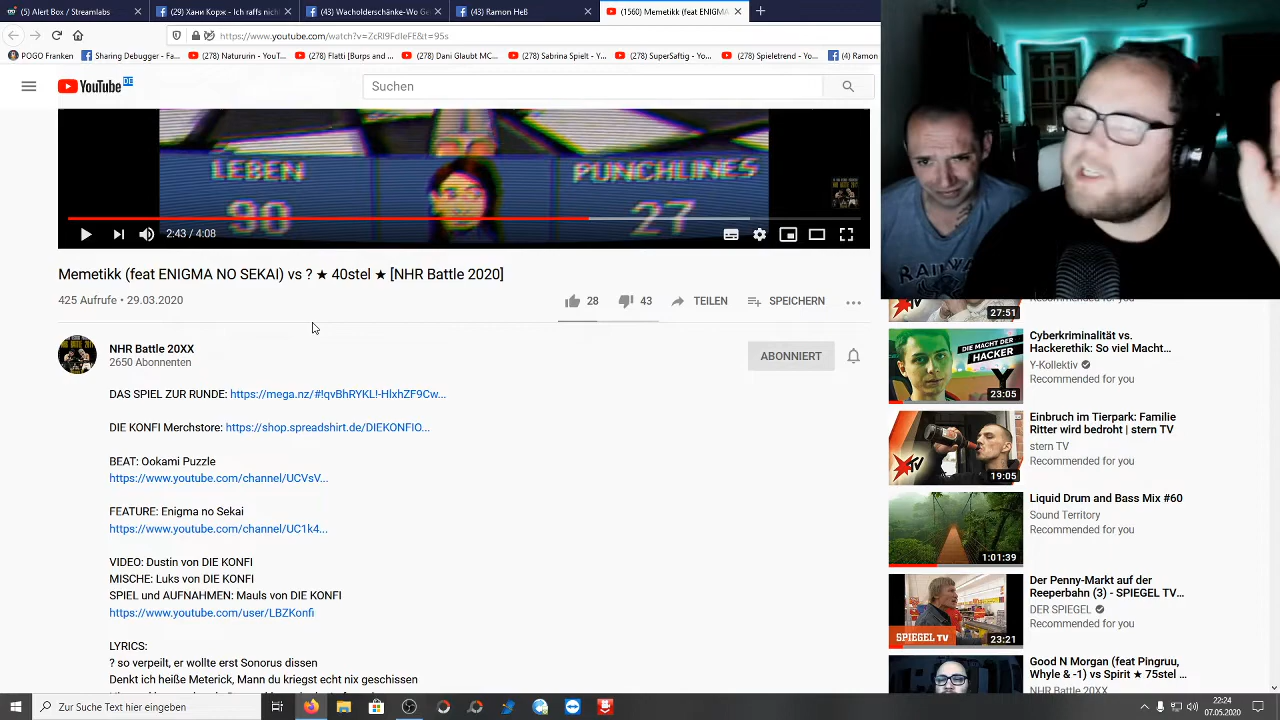 (5) Alert Box / Streamlabs
(2) Хани Корх - Ich raffs nich
(43) Wacholderschänke-Wo Ge
(43) Ramon Heß
(1560) Memetikk (feat ENIGMA
https://www.youtube.com/watch?v=ZcRl9FdleFE&t=95s
POGO Franken
Sharing Debugger - Fa...
(278) Natururin - YouT...
(278) Flatti [Burgs and I...
(278) Dani Glaubt MC...
(278) Sabrina Spielt - Y...
(278) SuperSaftig - You...
(278) Spieltrend - You...
(4) Ramon
YouTube DE
Suchen
LEBEN
90
PUNCHLINES
27
2:43 / 4:08
Memetikk (feat ENIGMA NO SEKAI) vs ? ★ 40stel ★ [NHR Battle 2020]
425 Aufrufe • 29.03.2020
28
43
TEILEN
SPEICHERN
NHR Battle 20XX
2650 Abonnenten
ABONNIERT
DAS SPIEL ZUR RUNDE: https://mega.nz/#!qvBhRYKL!-HlxhZF9Cw...
DIE KONFI Merchstore: https://shop.spreadshirt.de/DIEKONFIO...
BEAT: Ookami Puzzle
https://www.youtube.com/channel/UCVsV...
FEATURE: Enigma no Sekai
https://www.youtube.com/channel/UC1k4...
VIDEO: Dustin von DIE KONFI
MISCHE: Luks von DIE KONFI
SPIEL und AUFNAHMEN: Mauls von DIE KONFI
https://www.youtube.com/user/LBZKonfi
LYRICS:
? so verpeilt, er wollte erst Sonorus dissen
Denkt ich heiße Meterick, Mann du kriegst echt nix geschissen
27:51
Recommended for you
DIE MACHT DER
HACKER
Y
23:05
Cyberkriminalität vs.
Hackerethik: So viel Macht...
Y-Kollektiv
Recommended for you
19:05
Einbruch im Tierpark: Familie
Ritter wird bedroht | stern TV
stern TV
Recommended for you
1:01:39
Liquid Drum and Bass Mix #60
Sound Territory
Recommended for you
SPIEGEL TV
23:21
Der Penny-Markt auf der
Reeperbahn (3) - SPIEGEL TV...
DER SPIEGEL
Recommended for you
Good N Morgan (feat Pingruu,
Whyle & -1) vs Spirit ★ 75stel ...
NHR Battle 20XX
Zur Suche Text hier eingeben
22:24
07.05.2020